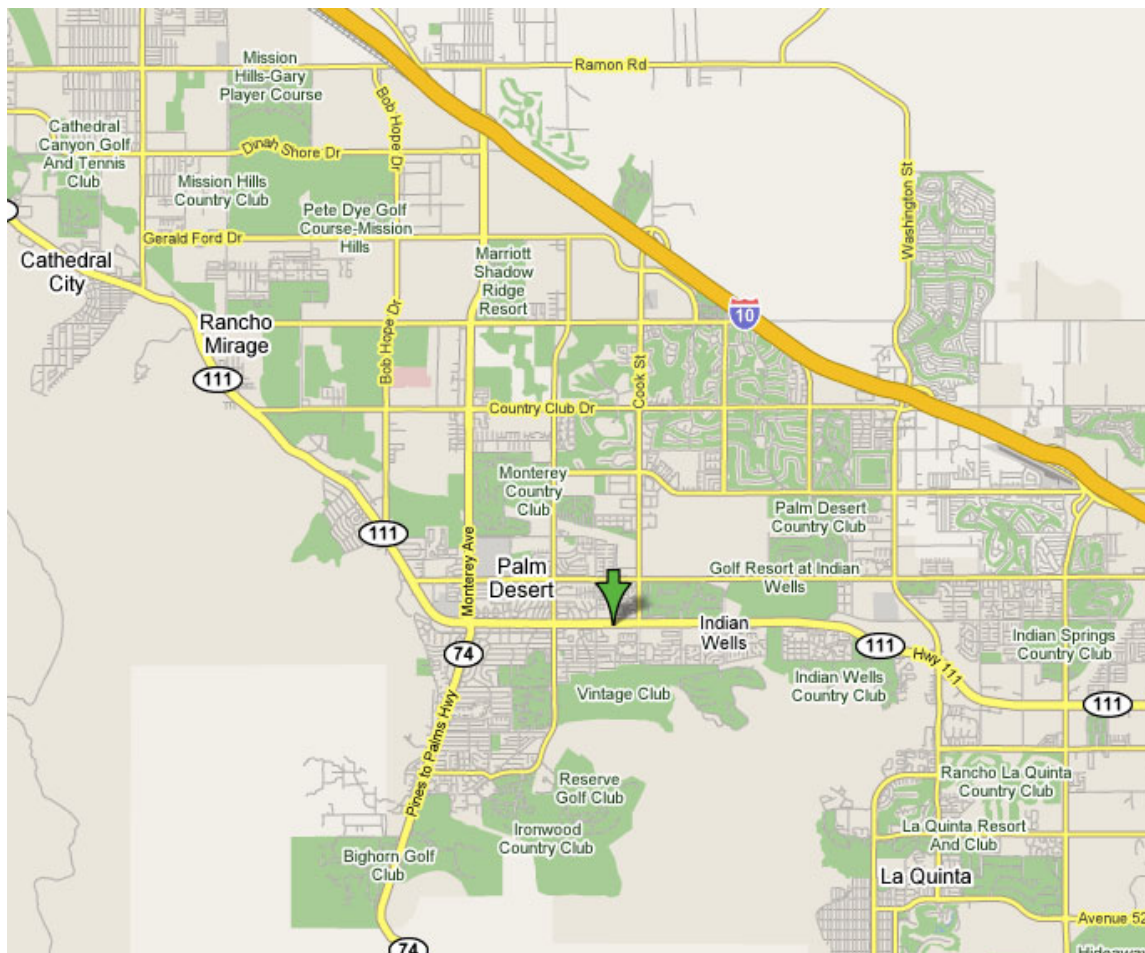 Mission
Hills-Gary
Player Course
Ramon Rd
Bob Hope Dr
Cathedral
Canyon Golf
And Tennis
Club
Dinah Shore Dr
Mission Hills
Country Club
Washington St
Pete Dye Golf
Course-Mission
Hills
Gerald Ford Dr
Cathedral
City
Marriott
Shadow
Ridge
Resort
10
Rancho
Mirage
Bob Hope Dr
111
Cook St
Country Club Dr
Monterey
Country
Club
Palm Desert
Country Club
111
Monterey Ave
Palm
Desert
Golf Resort at Indian
Wells
Indian
Wells
74
111
Hwy 111
Indian Springs
Country Club
Indian Wells
Country Club
Vintage Club
111
Pines to Palms Hwy
Reserve
Golf Club
Rancho La Quinta
Country Club
Ironwood
Country Club
La Quinta Resort
And Club
Bighorn Golf
Club
La Quinta
Avenue 52
74
Hideaway